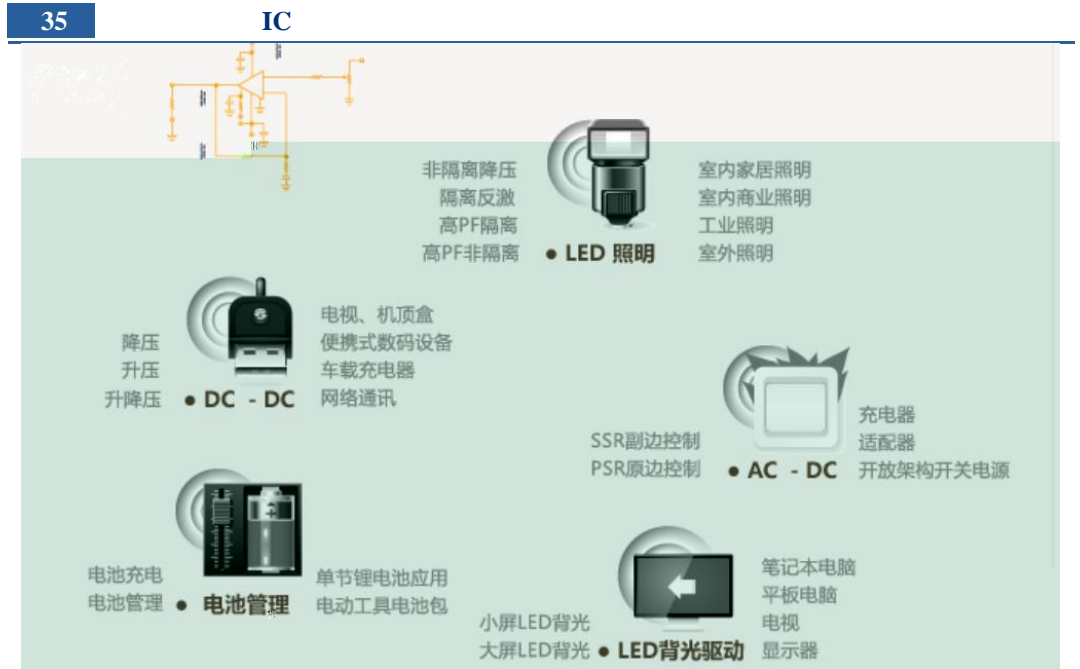 35 IC
非隔离降压
隔离反激
高PF隔离
高PF非隔离
● LED 照明
室内家居照明
室内商业照明
工业照明
室外照明
降压
升压
升降压
● DC - DC
电视、机顶盒
便携式数码设备
车载充电器
网络通讯
SSR副边控制
PSR原边控制
● AC - DC
充电器
适配器
开放架构开关电源
电池充电
电池管理
● 电池管理
单节锂电池应用
电动工具电池包
小屏LED背光
大屏LED背光
● LED背光驱动
笔记本电脑
平板电脑
电视
显示器